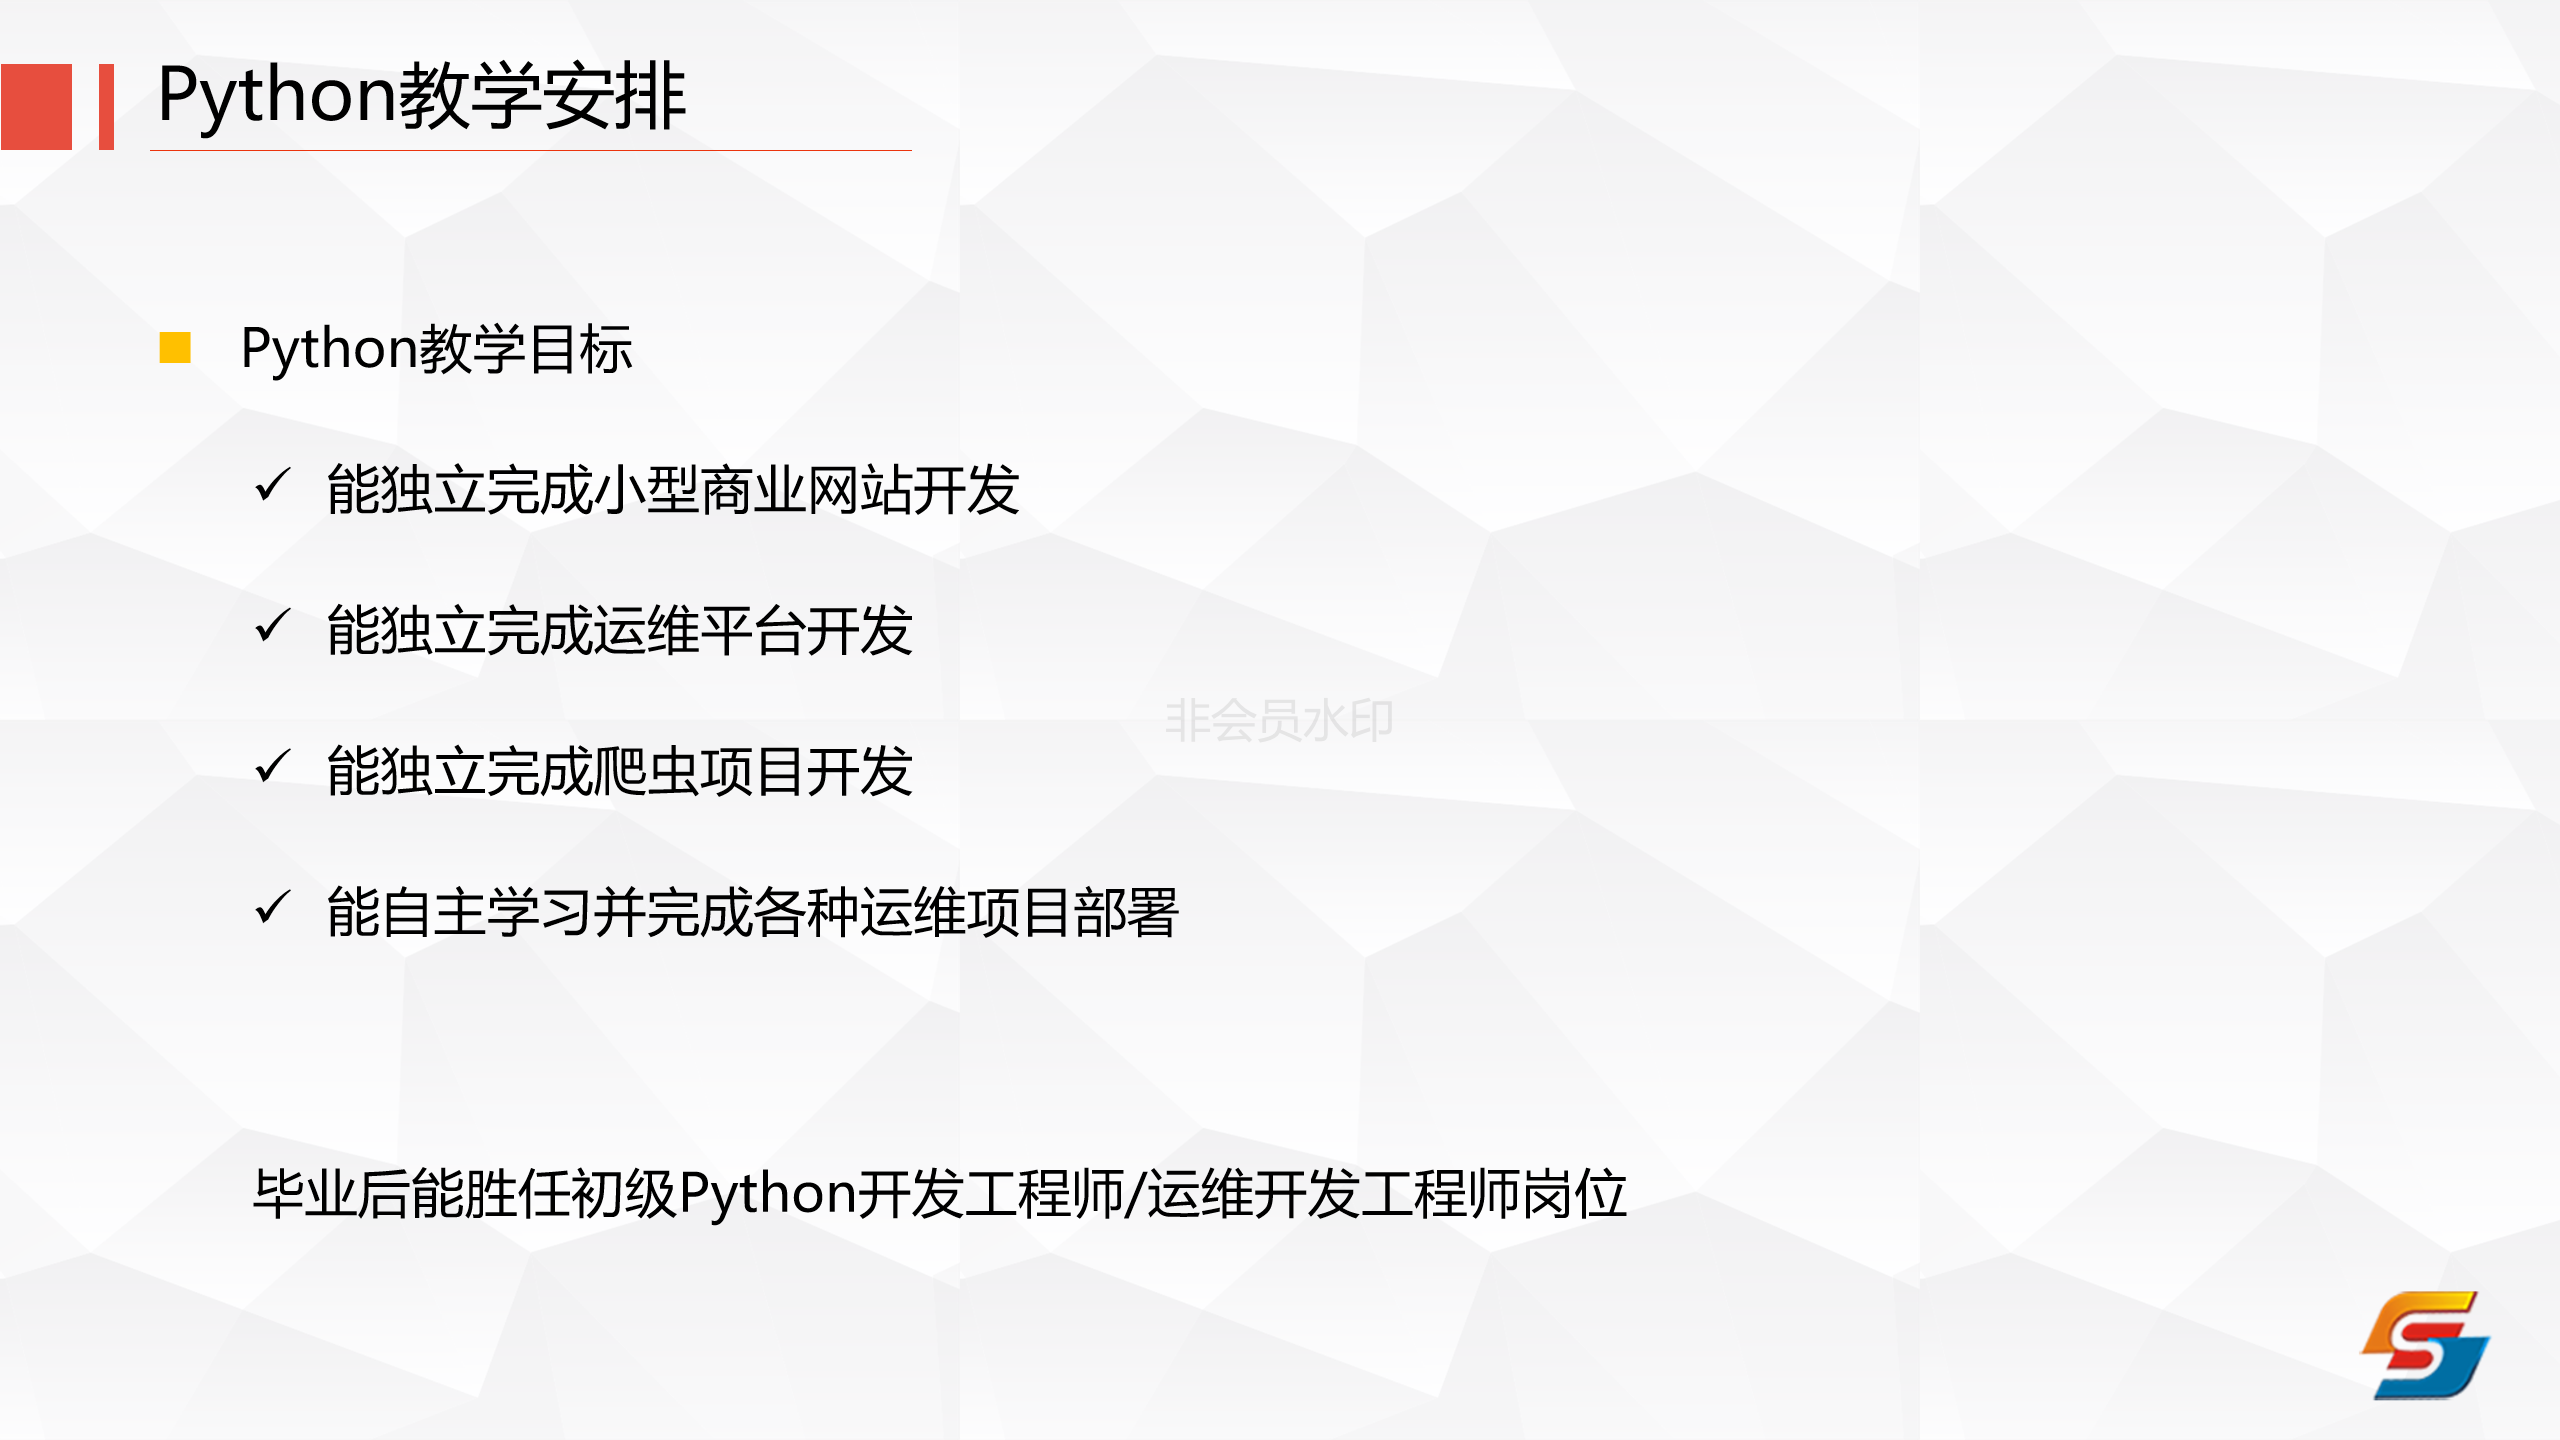 Python教学安排
Python教学目标
能独立完成小型商业网站开发
能独立完成运维平台开发
非会员水印
能独立完成爬虫项目开发
能自主学习并完成各种运维项目部署
毕业后能胜任初级Python开发工程师/运维开发工程师岗位